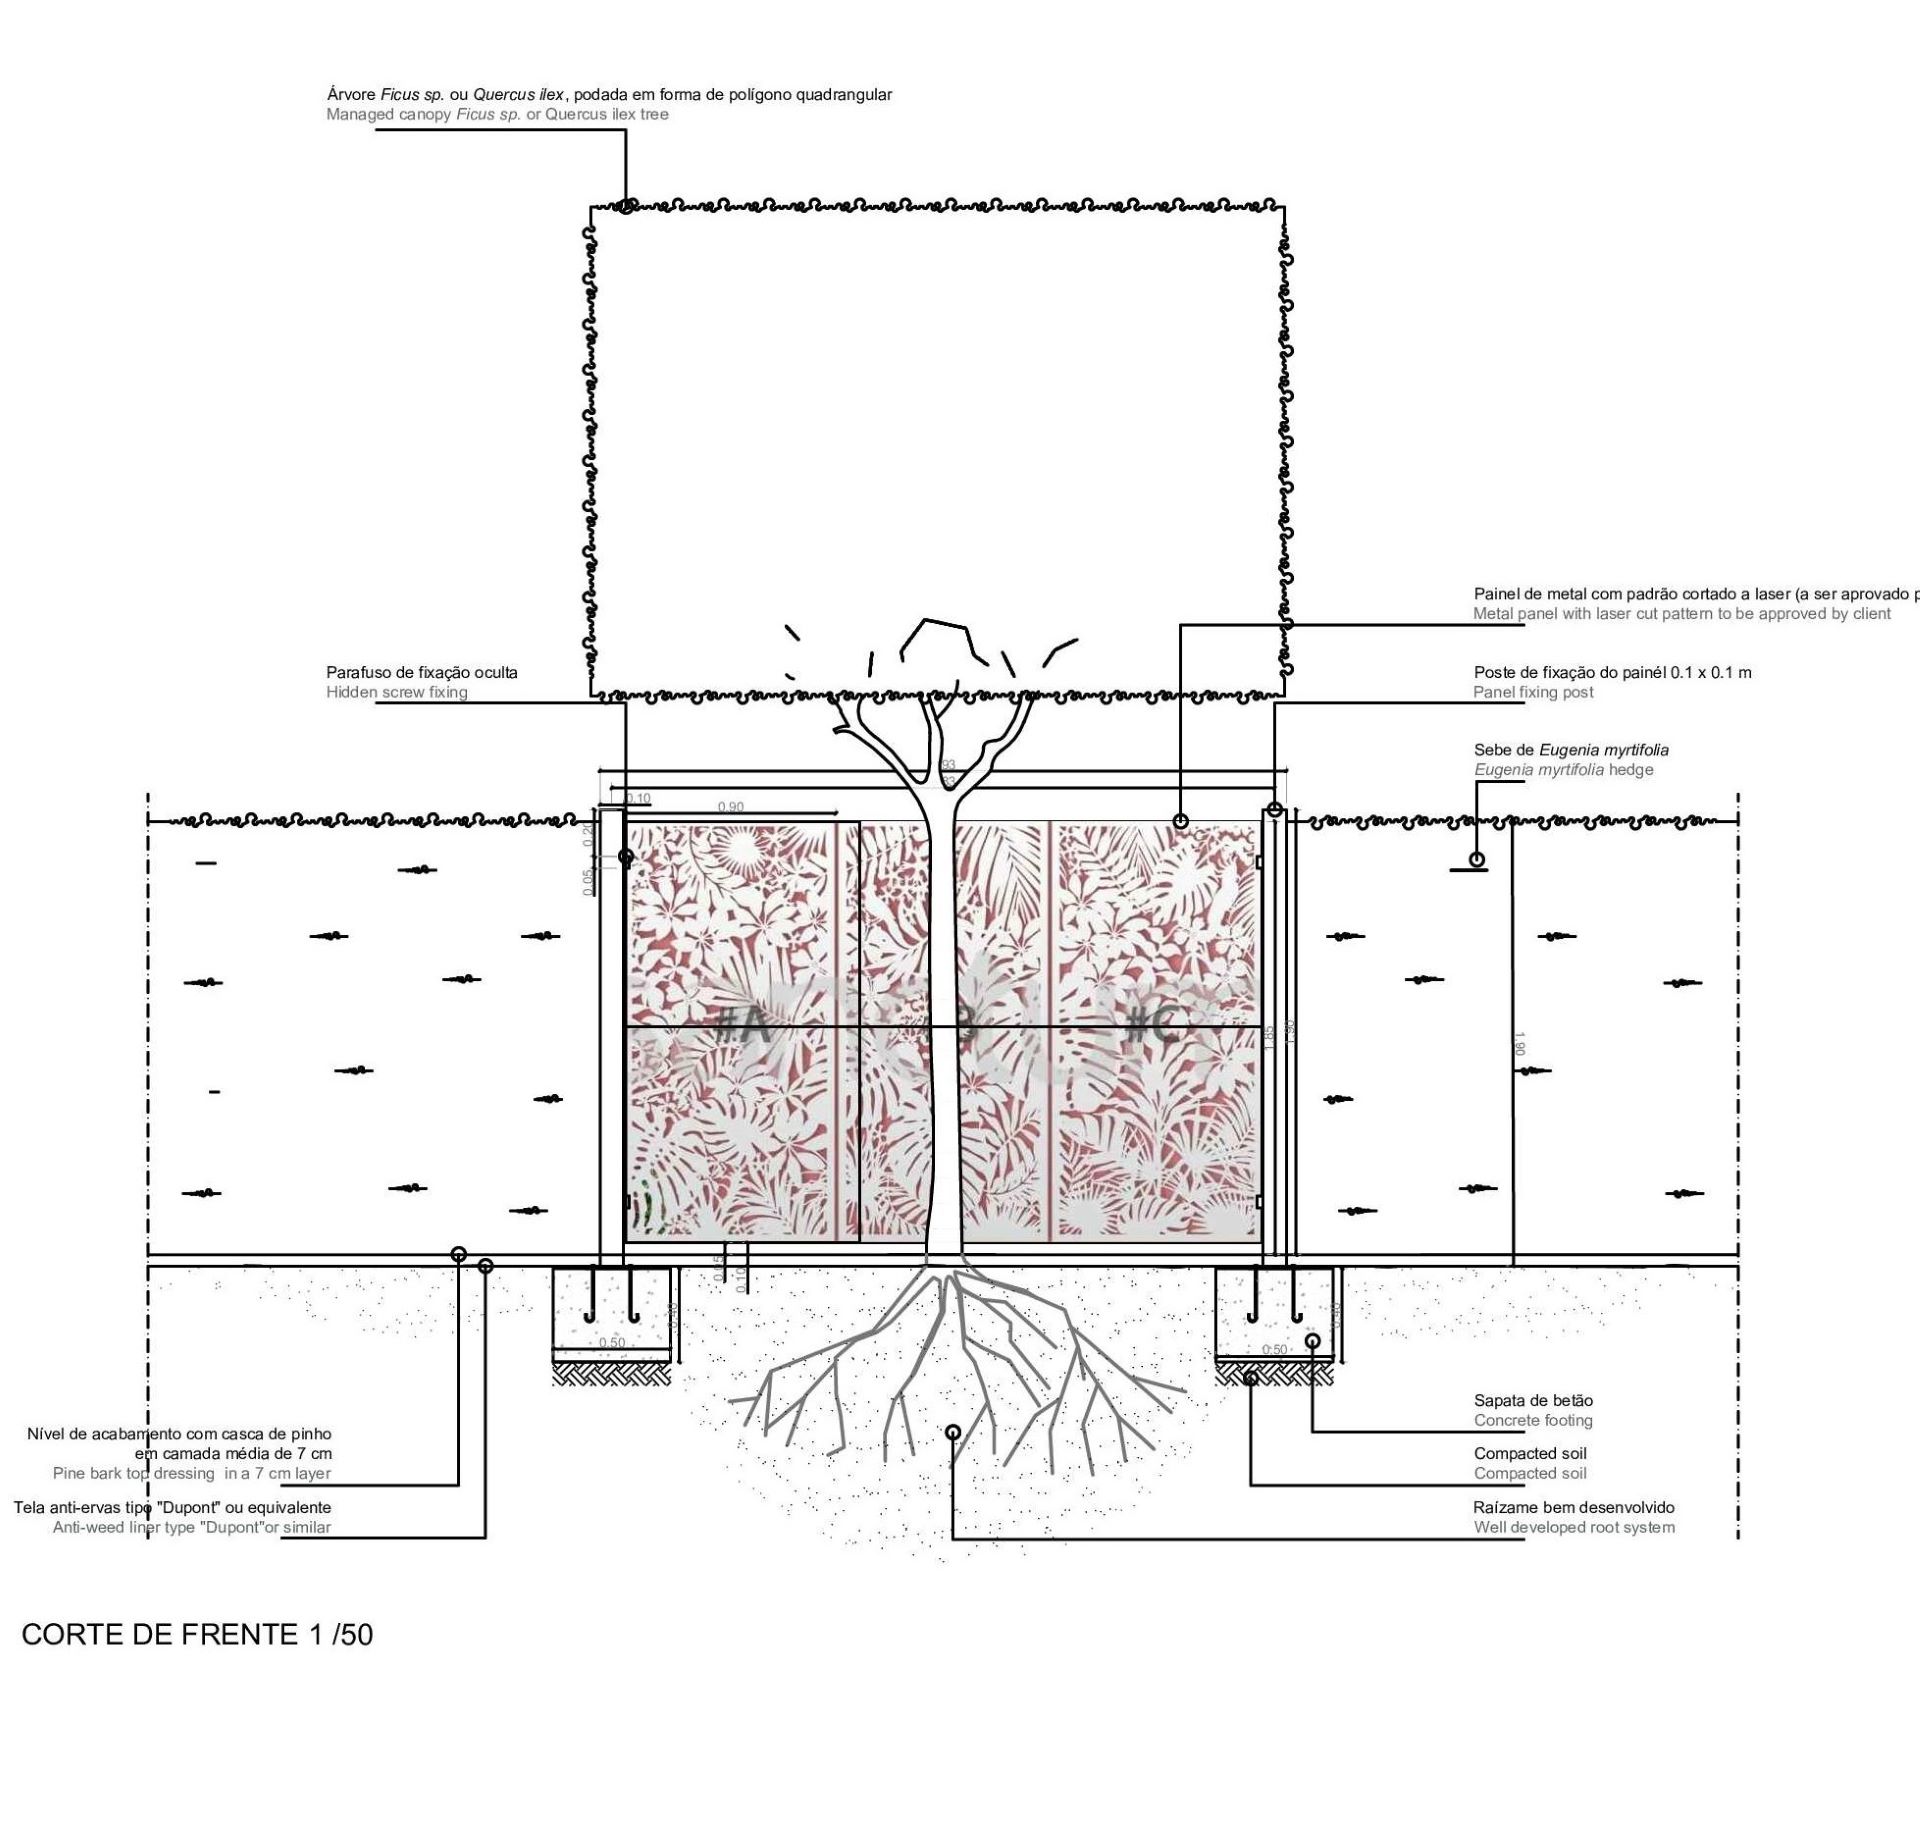 Árvore Ficus sp. ou Quercus ilex, podada em forma de polígono quadrangular
Managed canopy Ficus sp. or Quercus ilex tree
Painel de metal com padrão cortado a laser (a ser aprovado p
Metal panel with laser cut pattern to be approved by client
Parafuso de fixação oculta
Hidden screw fixing
Poste de fixação do painél 0.1 x 0.1 m
Panel fixing post
Sebe de Eugenia myrtifolia
Eugenia myrtifolia hedge
93
0.10
0.90
0.20
0.05
#A
#C
1.85
1.90
1.90
0.10
0.40
0.50
0.40
0.50
Sapata de betão
Concrete footing
Nível de acabamento com casca de pinho
em camada média de 7 cm
Pine bark top dressing in a 7 cm layer
Compacted soil
Compacted soil
Tela anti-ervas tipo "Dupont" ou equivalente
Anti-weed liner type "Dupont"or similar
Raízame bem desenvolvido
Well developed root system
CORTE DE FRENTE 1 /50